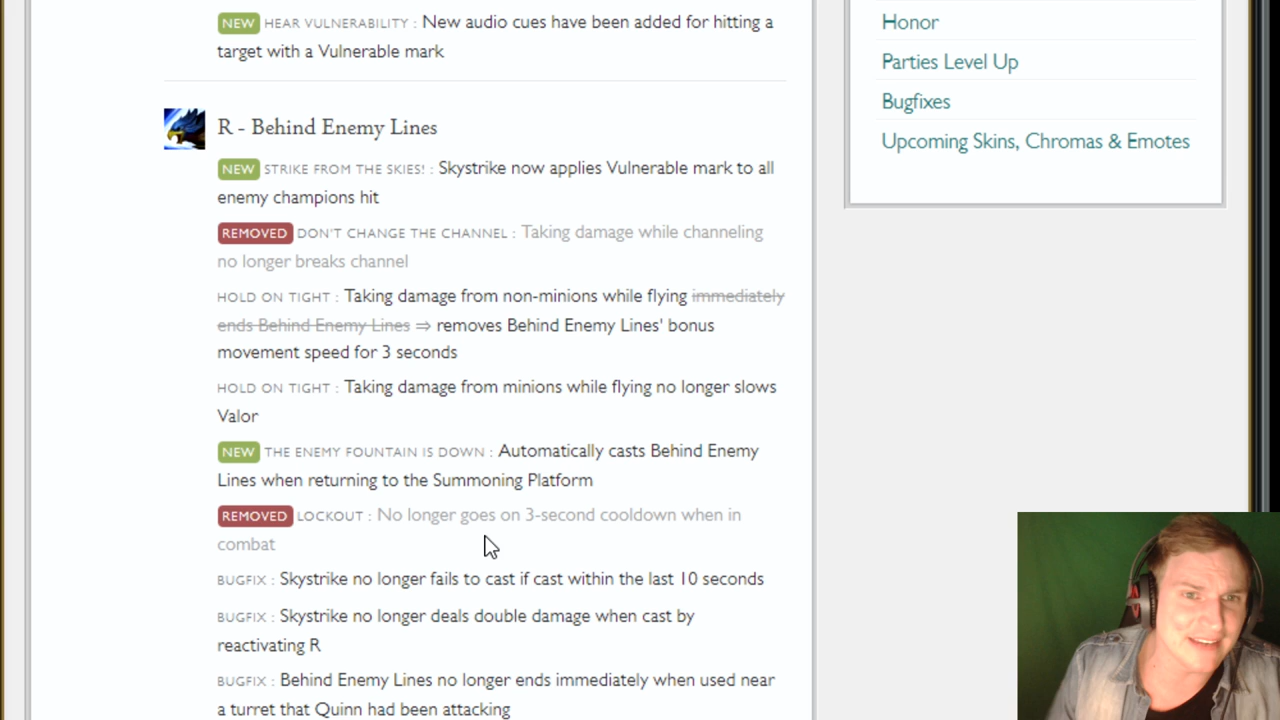 NEW HEAR VULNERABILITY : New audio cues have been added for hitting a
target with a Vulnerable mark
R - Behind Enemy Lines
NEW STRIKE FROM THE SKIES! : Skystrike now applies Vulnerable mark to all
enemy champions hit
REMOVED DON'T CHANGE THE CHANNEL : Taking damage while channeling
no longer breaks channel
HOLD ON TIGHT : Taking damage from non-minions while flying immediately
ends Behind Enemy Lines ⇒ removes Behind Enemy Lines' bonus
movement speed for 3 seconds
HOLD ON TIGHT : Taking damage from minions while flying no longer slows
Valor
NEW THE ENEMY FOUNTAIN IS DOWN : Automatically casts Behind Enemy
Lines when returning to the Summoning Platform
REMOVED LOCKOUT : No longer goes on 3-second cooldown when in
combat
BUGFIX : Skystrike no longer fails to cast if cast within the last 10 seconds
BUGFIX : Skystrike no longer deals double damage when cast by
reactivating R
BUGFIX : Behind Enemy Lines no longer ends immediately when used near
a turret that Quinn had been attacking
Honor
Parties Level Up
Bugfixes
Upcoming Skins, Chromas & Emotes